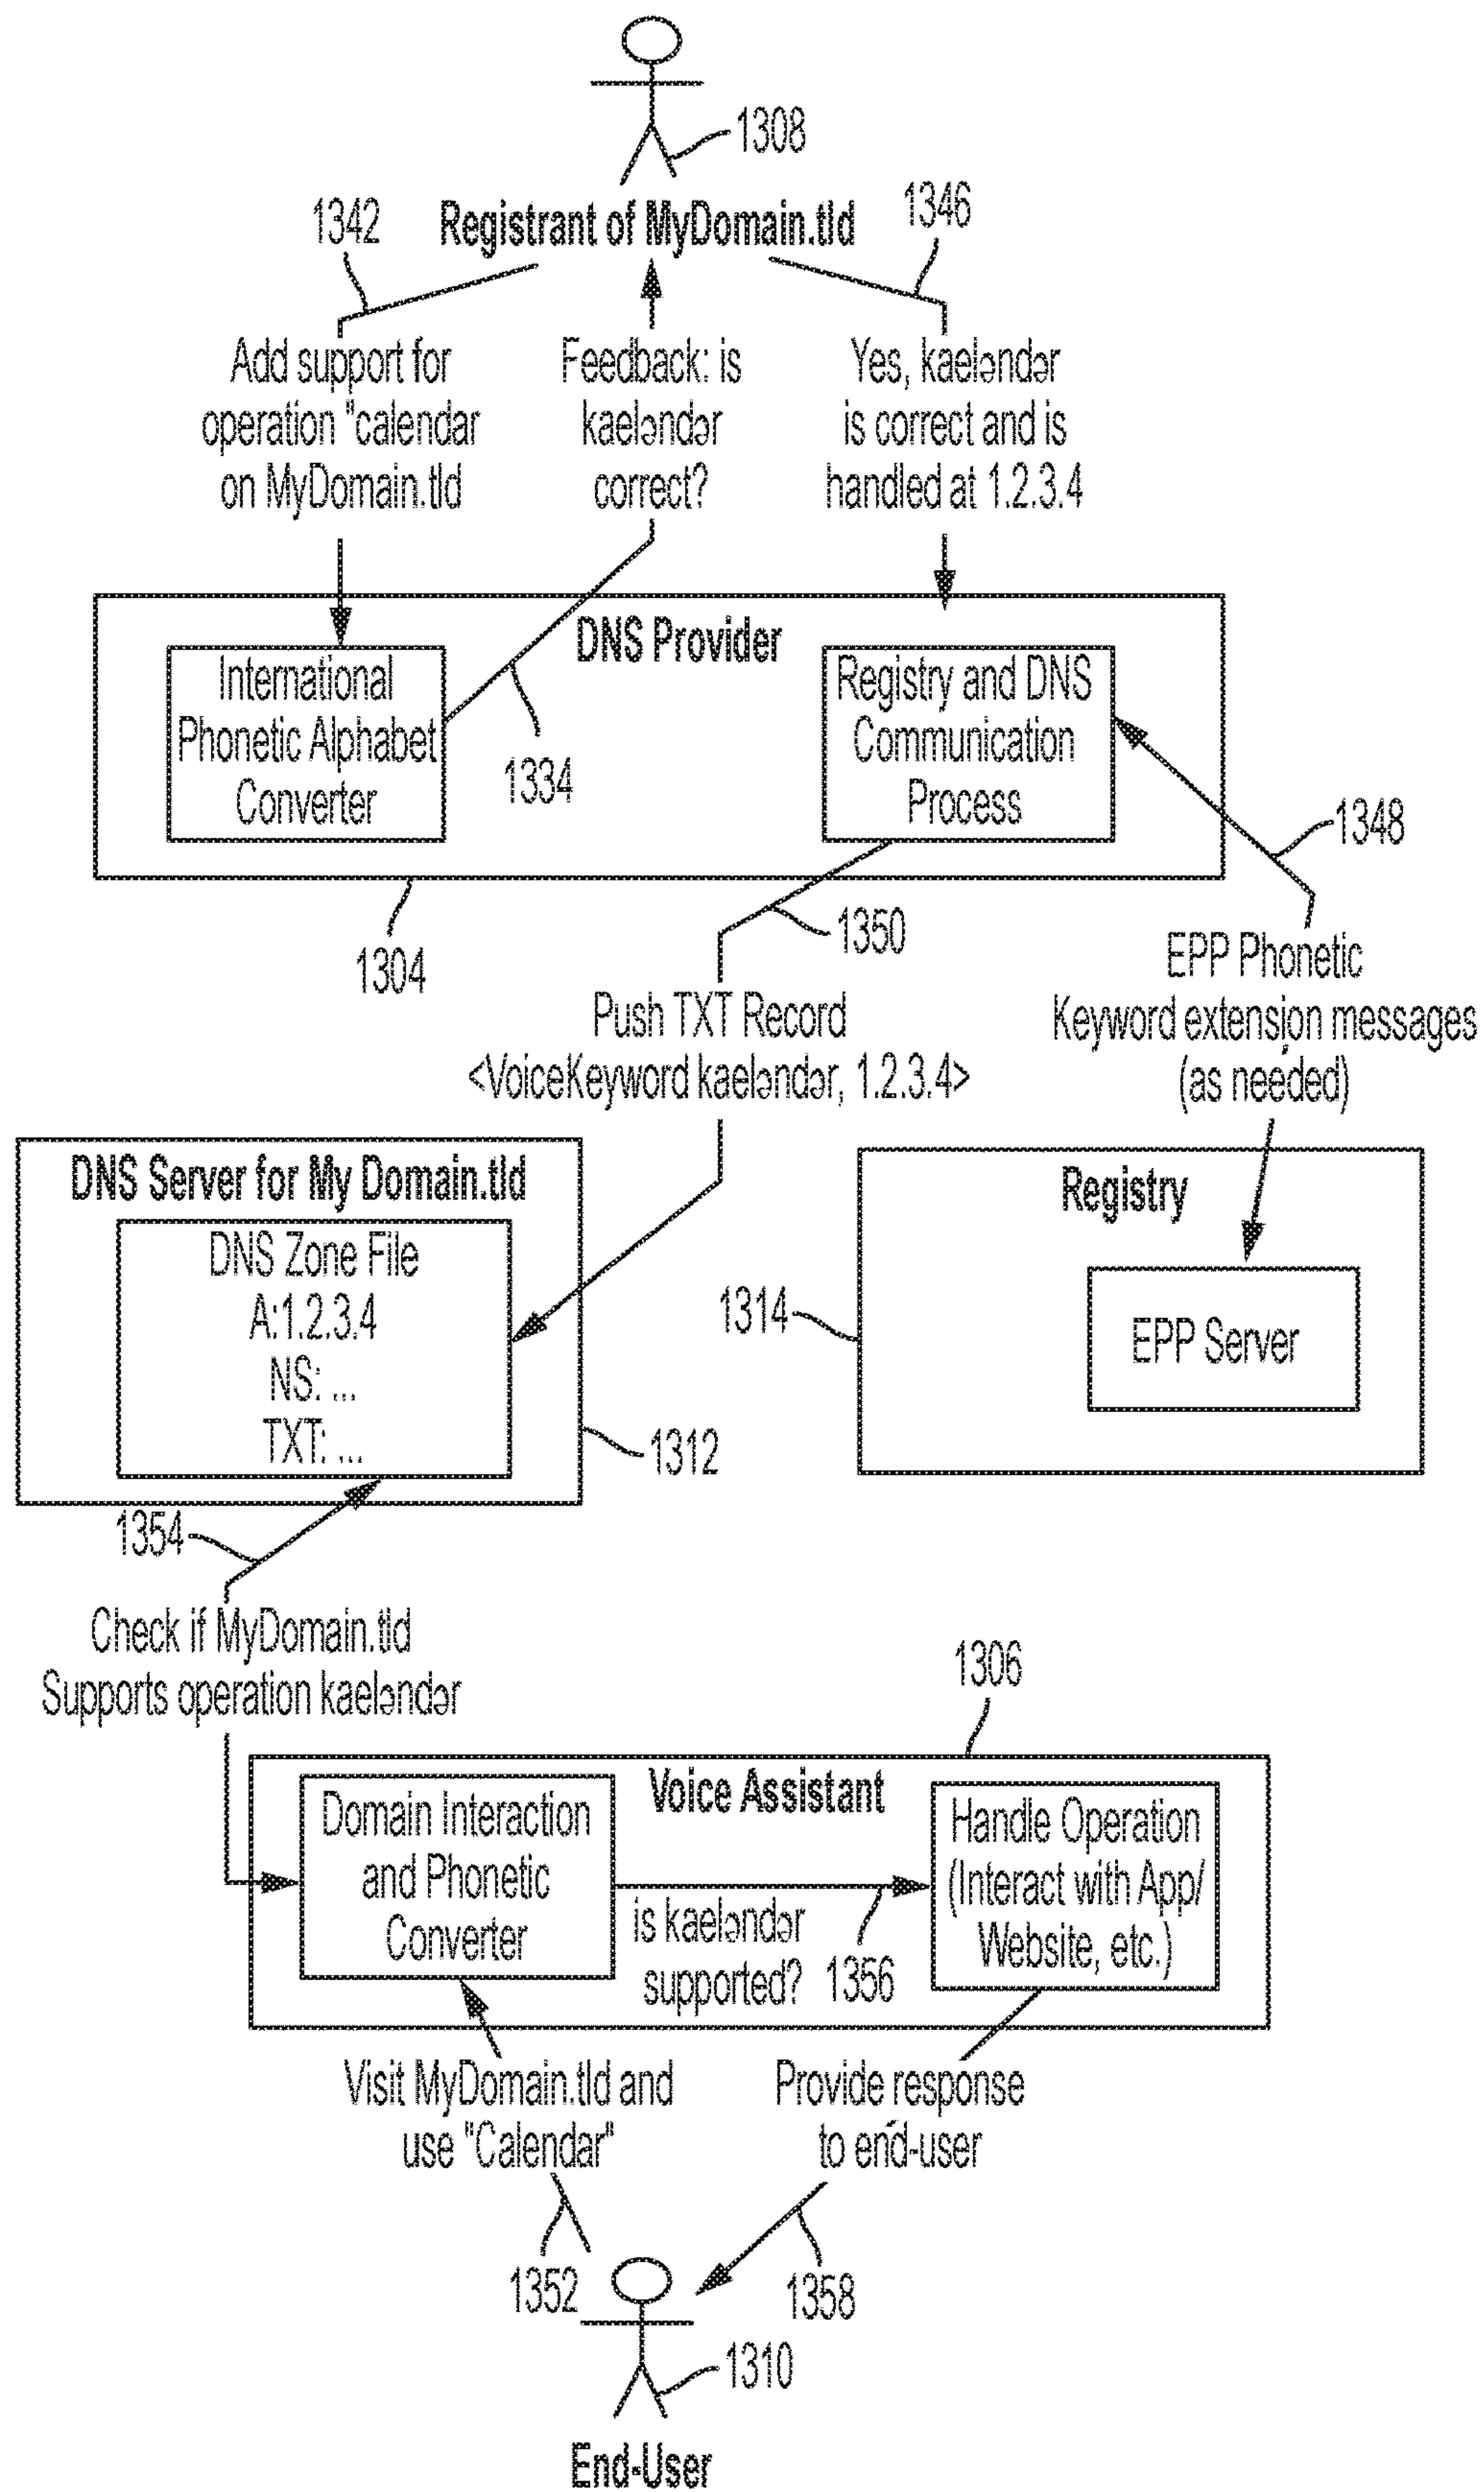 1308
1342
Registrant of MyDomain.tld
1346
Add support for
operation "calendar
on MyDomain.tld
Feedback: is
kaeləndər
correct?
Yes, kaeləndər
is correct and is
handled at 1.2.3.4
DNS Provider
International
Phonetic Alphabet
Converter
1334
Registry and DNS
Communication
Process
1348
1304
1350
EPP Phonetic
Keyword extension messages
(as needed)
Push TXT Record
<VoiceKeyword kaeləndər, 1.2.3.4>
DNS Server for My Domain.tld
DNS Zone File
A:1.2.3.4
NS: ...
TXT: ...
1312
Registry
1314
EPP Server
1354
Check if MyDomain.tld
Supports operation kaeləndər
1306
Voice Assistant
Domain Interaction
and Phonetic
Converter
is kaeləndər
supported?
1356
Handle Operation
(Interact with App/
Website, etc.)
Visit MyDomain.tld and
use "Calendar"
Provide response
to end-user
1352
1358
1310
End-User